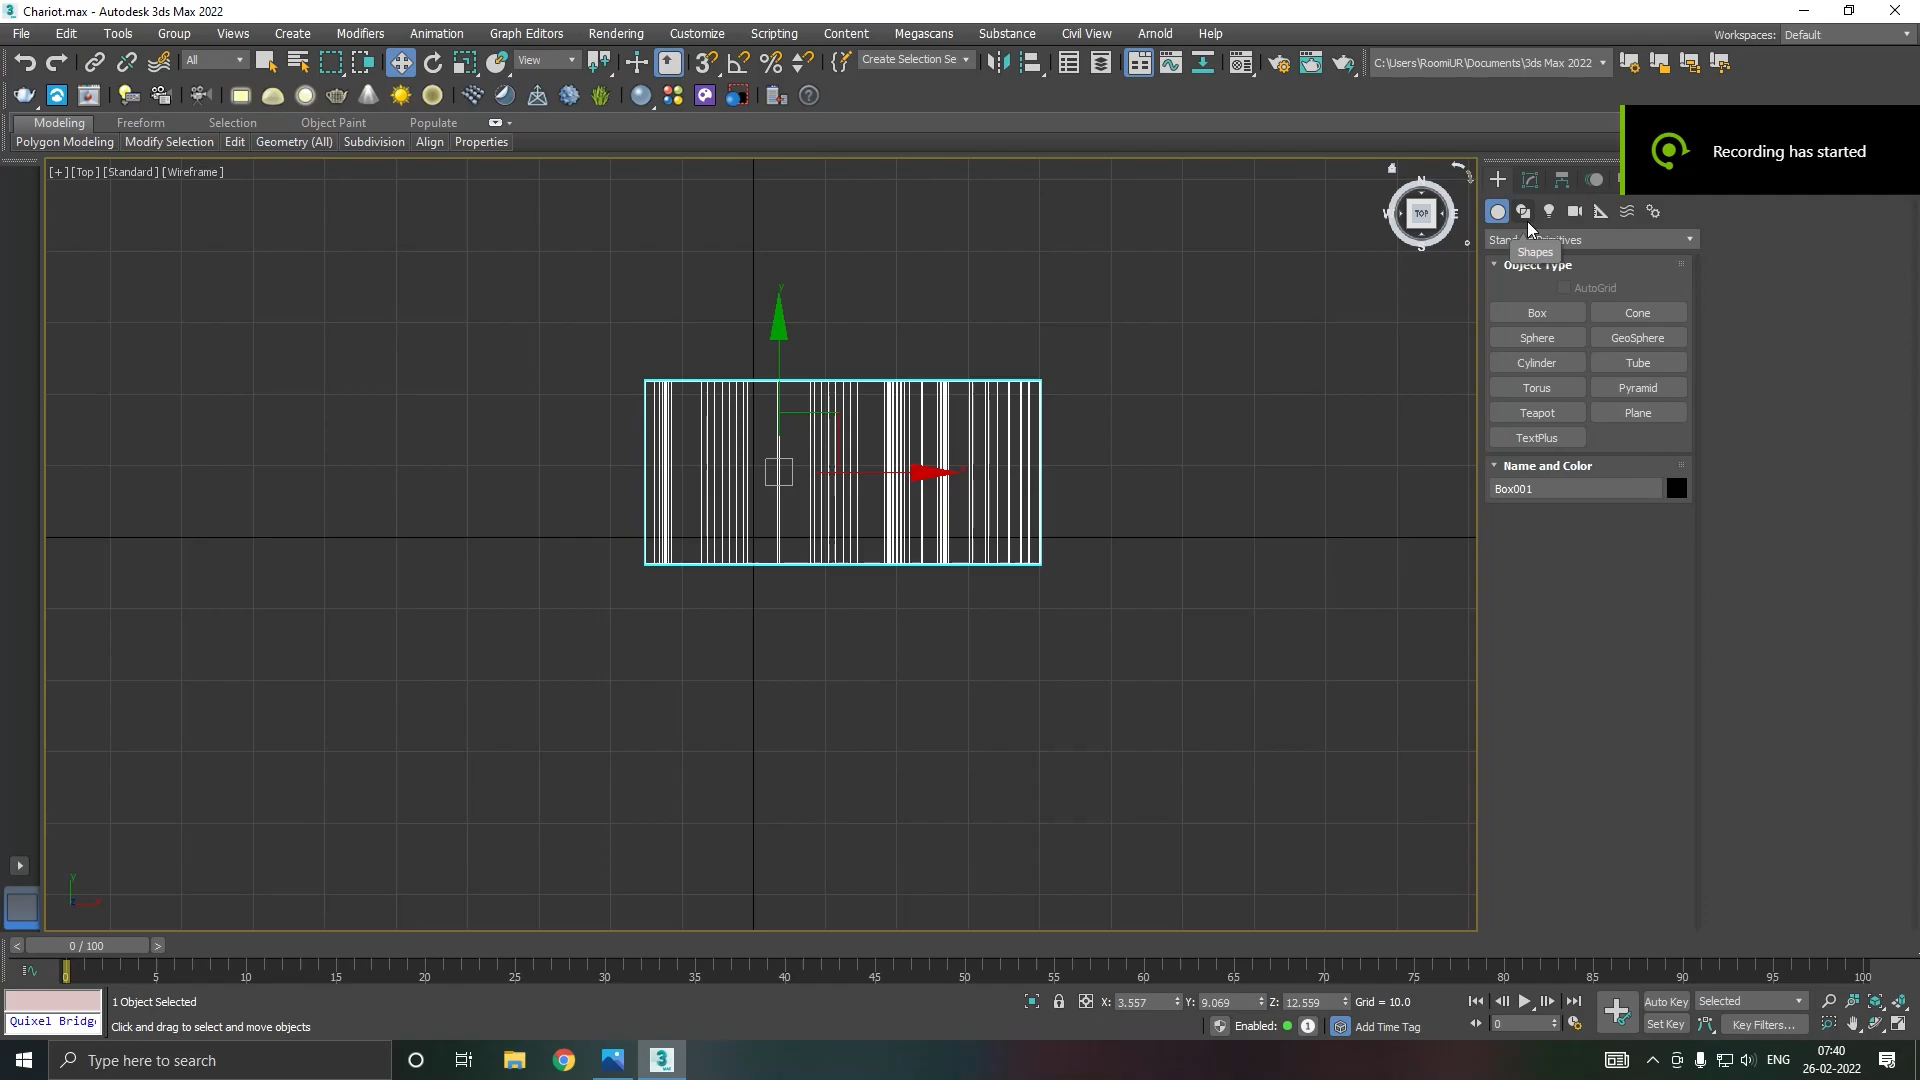 Chariot.max - Autodesk 3ds Max 2022
File Edit Tools Group Views Create Modifiers Animation Graph Editors Rendering Customize Scripting Content Megascans Substance Civil View Arnold Help
Workspaces: Default
All
View
Create Selection Se
C:\Users\RoomiUR\Documents\3ds Max 2022
Modeling Freeform Selection Object Paint Populate
Polygon Modeling Modify Selection Edit Geometry (All) Subdivision Align Properties
Recording has started
[+] [Top] [Standard] [Wireframe]
N
W TOP E
S
Shapes
Object Type
AutoGrid
Box Cone
Sphere GeoSphere
Cylinder Tube
Torus Pyramid
Teapot Plane
TextPlus
Name and Color
Box001
y
y
0 / 100
0 5 10 15 20 25 30 35 40 45 50 55 60 65 70 75 80 85 90 95 100
1 Object Selected
X: 3.557 Y: 9.069 Z: 12.559 Grid = 10.0
Auto Key Selected
Quixel Bridg
Click and drag to select and move objects
Enabled: 1 Add Time Tag
0
Set Key Key Filters...
Type here to search
ENG
07:40
26-02-2022